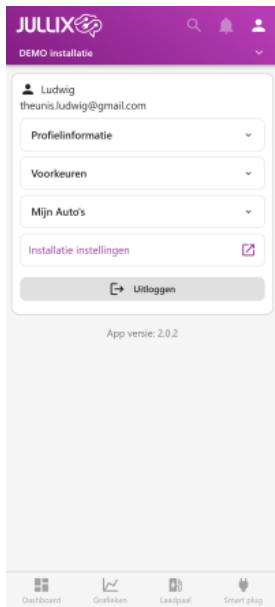 JULLIX
DEMO installatie
Ludwig
theunis.ludwig@gmail.com
Profielinformatie
Voorkeuren
Mijn Auto's
Installatie instellingen
Uitloggen
App versie: 2.0.2
Dashboard
Grafieken
Laadpaal
Smart plug